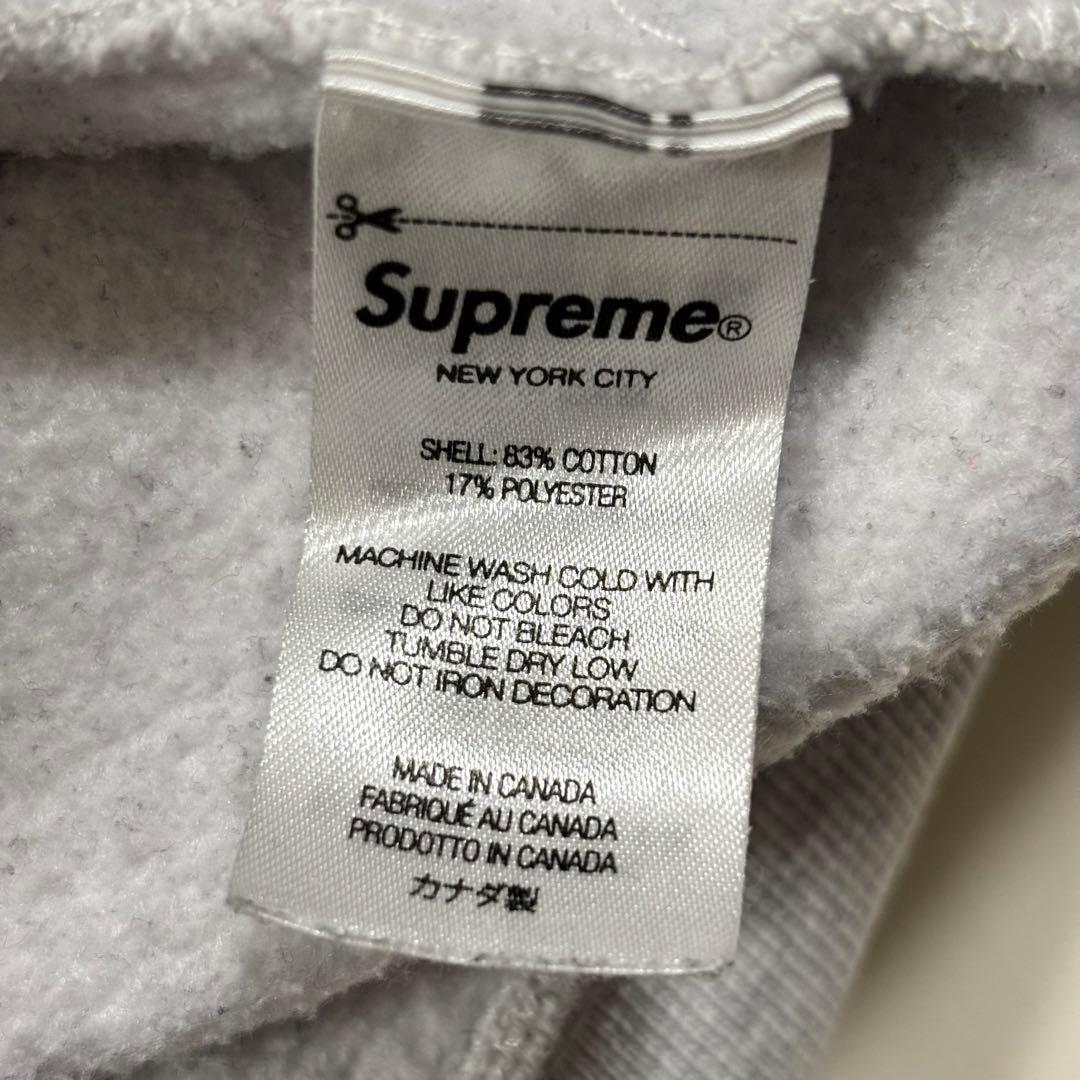 Supreme®
NEW YORK CITY
SHELL: 83% COTTON
17% POLYESTER
MACHINE WASH COLD WITH
LIKE COLORS
DO NOT BLEACH
TUMBLE DRY LOW
DO NOT IRON DECORATION
MADE IN CANADA
FABRIQUÉ AU CANADA
PRODOTTO IN CANADA
カナダ製